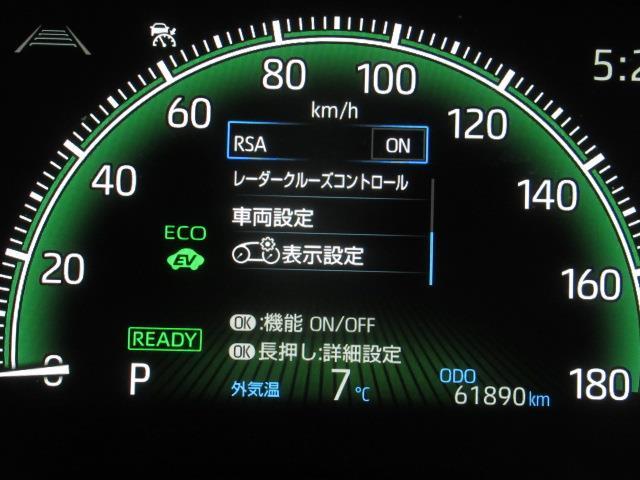 80
100
60
km/h
120
RSA ON
40
レーダークルーズコントロール
140
車両設定
ECO
EV
表示設定
20
160
OK:機能 ON/OFF
READY
OK長押し:詳細設定
0
P
外気温 7℃
ODO
61890km
180